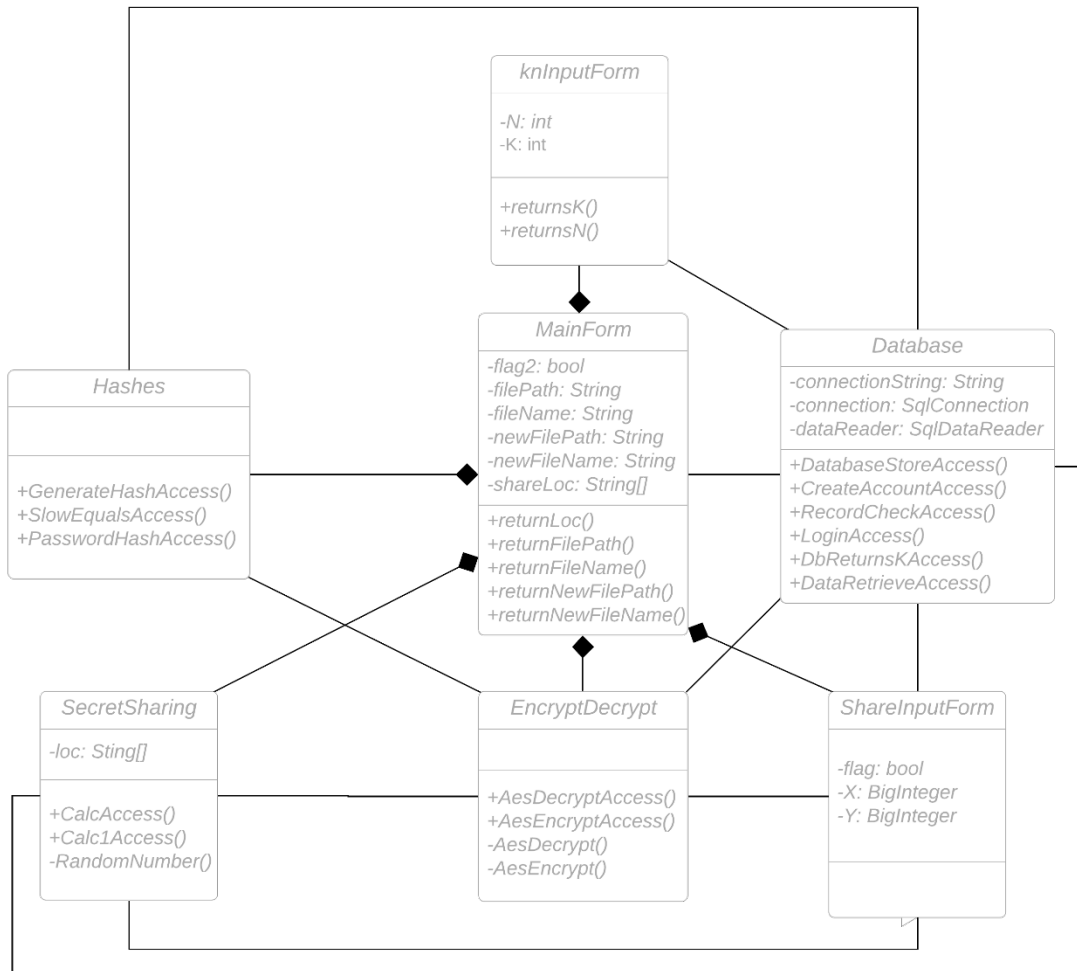 knInputForm
-N: int
-K: int
+returnsK()
+returnsN()
MainForm
-flag2: bool
-filePath: String
-fileName: String
-newFilePath: String
-newFileName: String
-shareLoc: String[]
+returnLoc()
+returnFilePath()
+returnFileName()
+returnNewFilePath()
+returnNewFileName()
Database
-connectionString: String
-connection: SqlConnection
-dataReader: SqlDataReader
+DatabaseStoreAccess()
+CreateAccountAccess()
+RecordCheckAccess()
+LoginAccess()
+DbReturnsKAccess()
+DataRetrieveAccess()
Hashes
+GenerateHashAccess()
+SlowEqualsAccess()
+PasswordHashAccess()
SecretSharing
-loc: Sting[]
+CalcAccess()
+Calc1Access()
-RandomNumber()
EncryptDecrypt
+AesDecryptAccess()
+AesEncryptAccess()
-AesDecrypt()
-AesEncrypt()
ShareInputForm
-flag: bool
-X: BigInteger
-Y: BigInteger